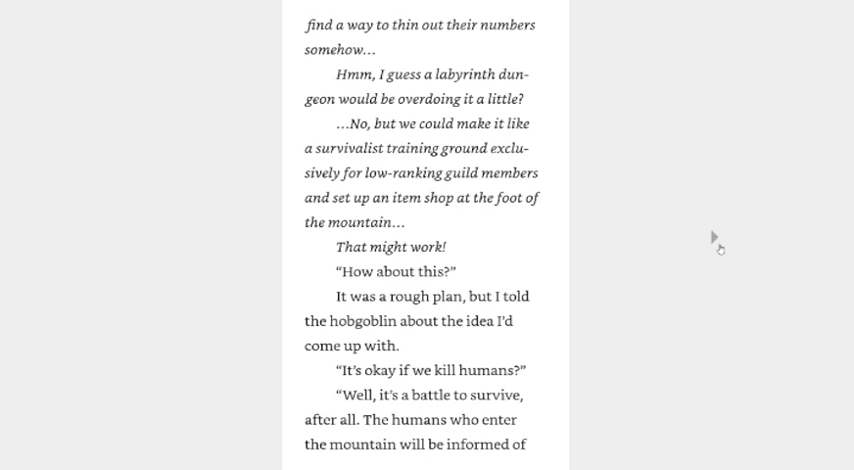 find a way to thin out their numbers
somehow…
Hmm, I guess a labyrinth dun-
geon would be overdoing it a little?
…No, but we could make it like
a survivalist training ground exclu-
sively for low-ranking guild members
and set up an item shop at the foot of
the mountain…
That might work!
“How about this?”
It was a rough plan, but I told
the hobgoblin about the idea I’d
come up with.
“It’s okay if we kill humans?”
“Well, it’s a battle to survive,
after all. The humans who enter
the mountain will be informed of